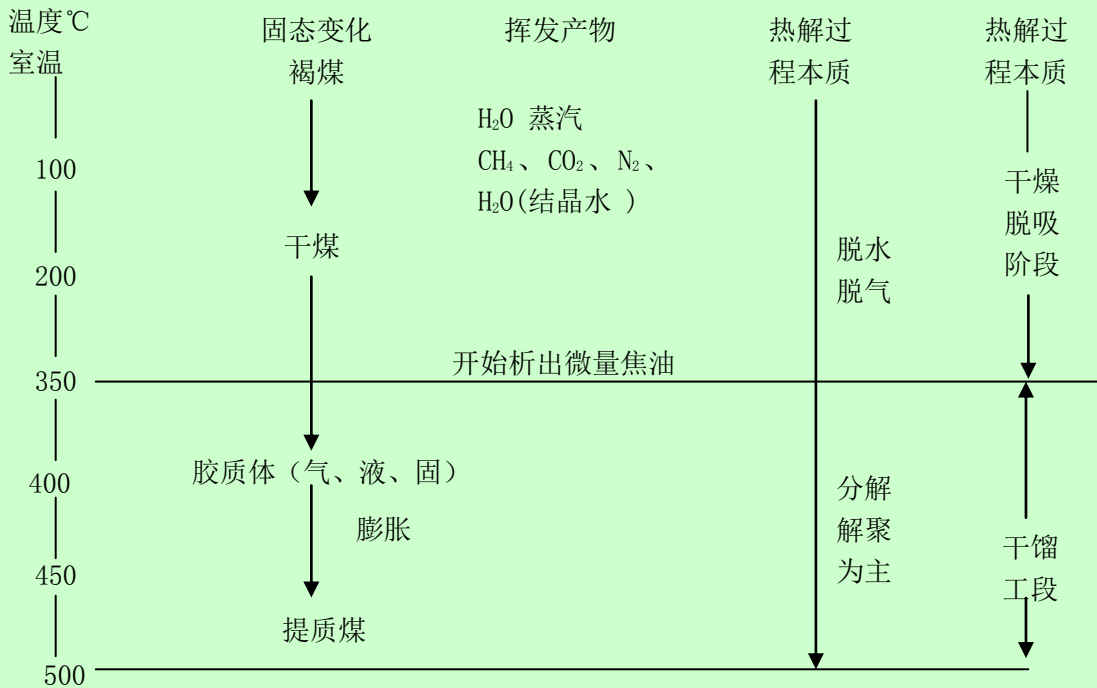 温度℃
室温
100
200
350
400
450
500
固态变化
褐煤
干煤
胶质体（气、液、固）
膨胀
提质煤
挥发产物
H₂O 蒸汽
CH₄、CO₂、N₂、
H₂O(结晶水 )
开始析出微量焦油
热解过
程本质
脱水
脱气
分解
解聚
为主
热解过
程本质
干燥
脱吸
阶段
干馏
工段